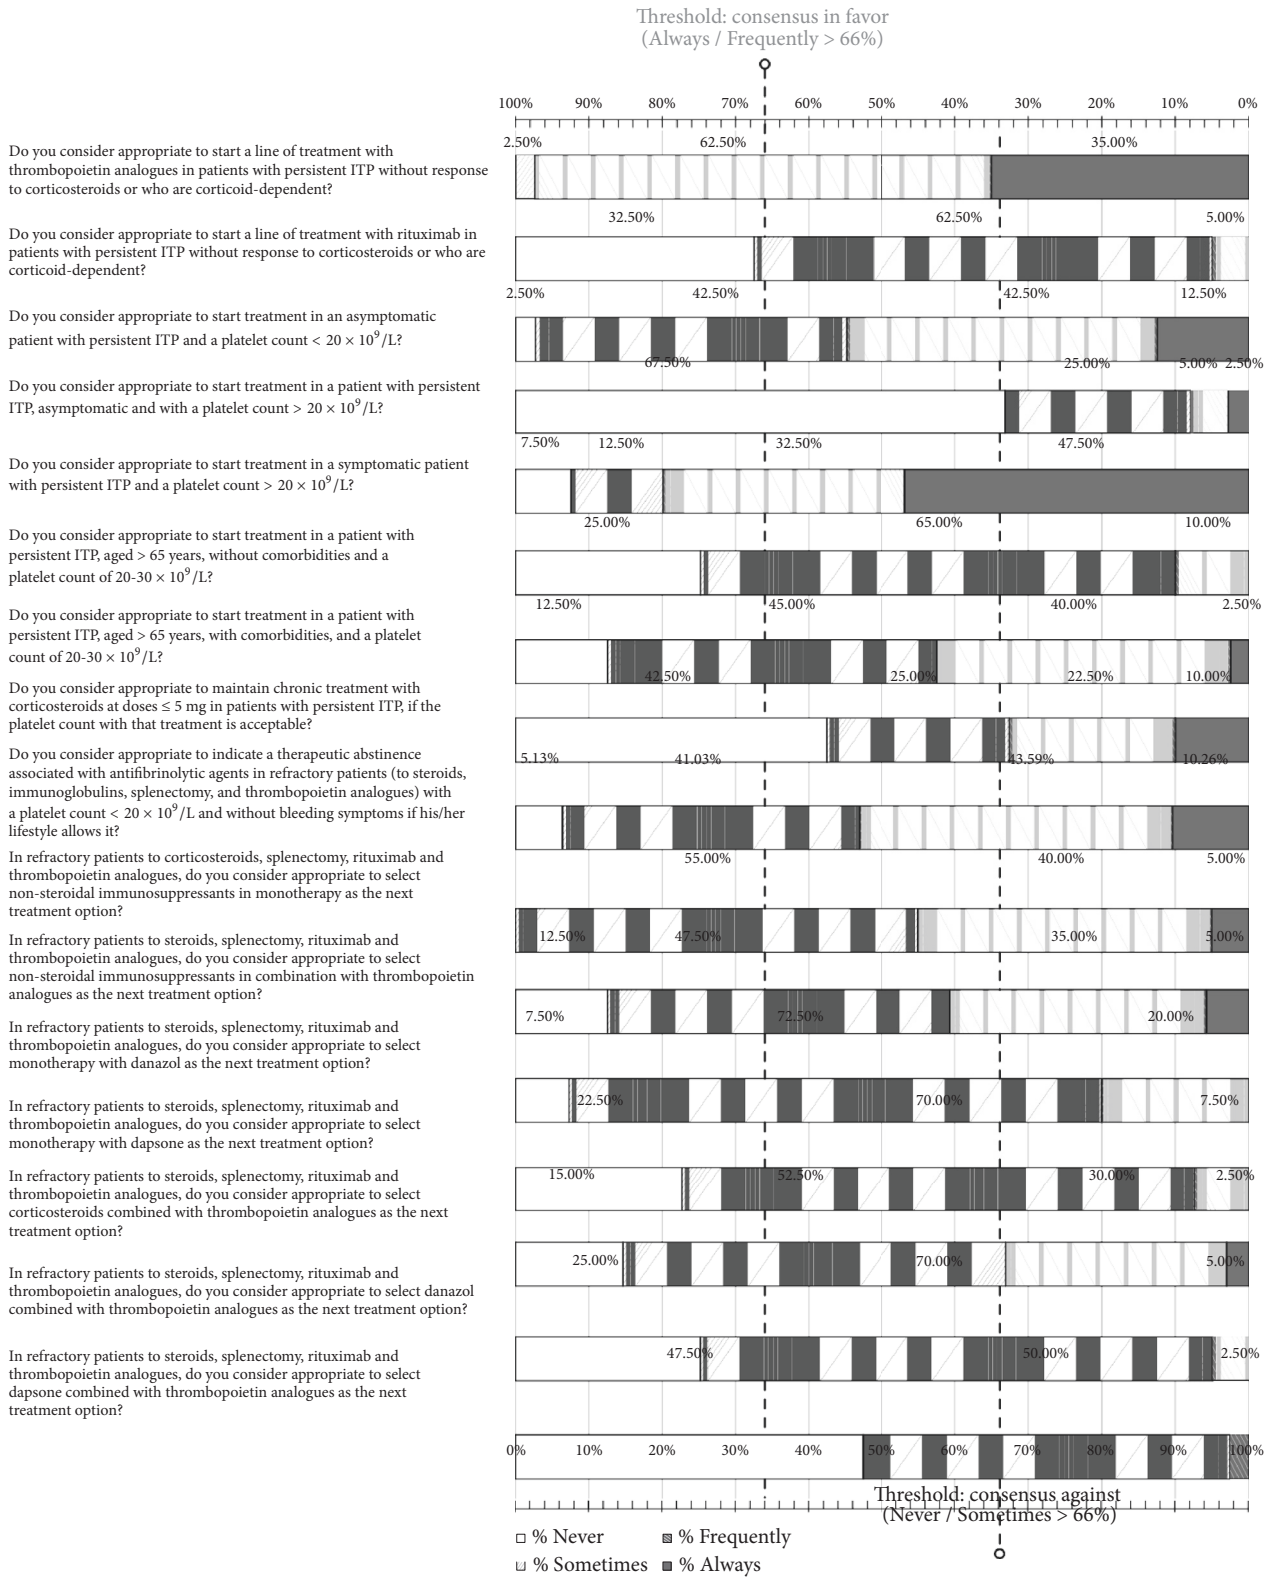 Threshold: consensus in favor
(Always / Frequently > 66%)
100% 90% 80% 70% 60% 50% 40% 30% 20% 10% 0%
2.50% 62.50% 35.00%
Do you consider appropriate to start a line of treatment with
thrombopoietin analogues in patients with persistent ITP without response
to corticosteroids or who are corticoid-dependent?
32.50% 62.50% 5.00%
Do you consider appropriate to start a line of treatment with rituximab in
patients with persistent ITP without response to corticosteroids or who are
corticoid-dependent?
2.50% 42.50% 42.50% 12.50%
Do you consider appropriate to start treatment in an asymptomatic
patient with persistent ITP and a platelet count < 20 × 10⁹/L?
67.50% 25.00% 5.00% 2.50%
Do you consider appropriate to start treatment in a patient with persistent
ITP, asymptomatic and with a platelet count > 20 × 10⁹/L?
7.50% 12.50% 32.50% 47.50%
Do you consider appropriate to start treatment in a symptomatic patient
with persistent ITP and a platelet count > 20 × 10⁹/L?
25.00% 65.00% 10.00%
Do you consider appropriate to start treatment in a patient with
persistent ITP, aged > 65 years, without comorbidities and a
platelet count of 20-30 × 10⁹/L?
12.50% 45.00% 40.00% 2.50%
Do you consider appropriate to start treatment in a patient with
persistent ITP, aged > 65 years, with comorbidities, and a platelet
count of 20-30 × 10⁹/L?
42.50% 25.00% 22.50% 10.00%
Do you consider appropriate to maintain chronic treatment with
corticosteroids at doses ≤ 5 mg in patients with persistent ITP, if the
platelet count with that treatment is acceptable?
5.13% 41.03% 43.59% 10.26%
Do you consider appropriate to indicate a therapeutic abstinence
associated with antifibrinolytic agents in refractory patients (to steroids,
immunoglobulins, splenectomy, and thrombopoietin analogues) with
a platelet count < 20 × 10⁹/L and without bleeding symptoms if his/her
lifestyle allows it?
55.00% 40.00% 5.00%
In refractory patients to corticosteroids, splenectomy, rituximab and
thrombopoietin analogues, do you consider appropriate to select
non-steroidal immunosuppressants in monotherapy as the next
treatment option?
12.50% 47.50% 35.00% 5.00%
In refractory patients to steroids, splenectomy, rituximab and
thrombopoietin analogues, do you consider appropriate to select
non-steroidal immunosuppressants in combination with thrombopoietin
analogues as the next treatment option?
7.50% 72.50% 20.00%
In refractory patients to steroids, splenectomy, rituximab and
thrombopoietin analogues, do you consider appropriate to select
monotherapy with danazol as the next treatment option?
22.50% 70.00% 7.50%
In refractory patients to steroids, splenectomy, rituximab and
thrombopoietin analogues, do you consider appropriate to select
monotherapy with dapsone as the next treatment option?
15.00% 52.50% 30.00% 2.50%
In refractory patients to steroids, splenectomy, rituximab and
thrombopoietin analogues, do you consider appropriate to select
corticosteroids combined with thrombopoietin analogues as the next
treatment option?
25.00% 70.00% 5.00%
In refractory patients to steroids, splenectomy, rituximab and
thrombopoietin analogues, do you consider appropriate to select danazol
combined with thrombopoietin analogues as the next treatment option?
47.50% 50.00% 2.50%
In refractory patients to steroids, splenectomy, rituximab and
thrombopoietin analogues, do you consider appropriate to select
dapsone combined with thrombopoietin analogues as the next
treatment option?
0% 10% 20% 30% 40% 50% 60% 70% 80% 90% 100%
Threshold: consensus against
(Never / Sometimes > 66%)
% Never % Frequently
% Sometimes % Always